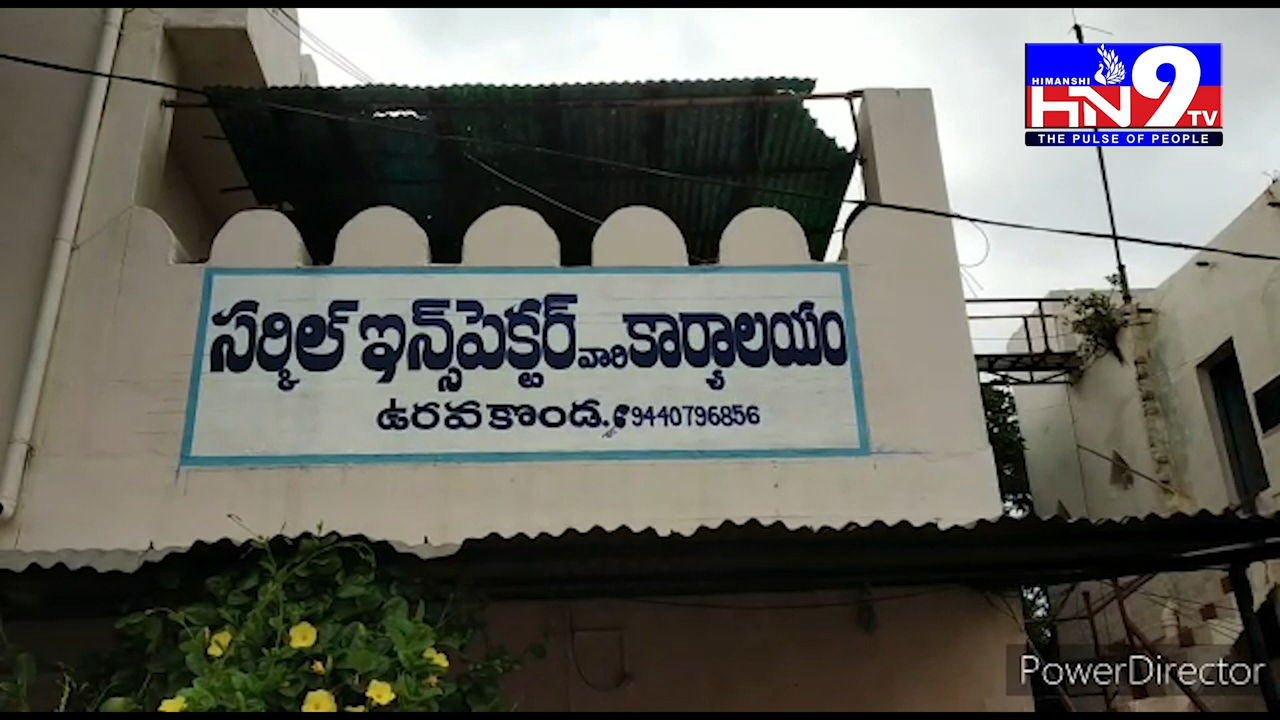 HIMANSHI
HN9 TV
THE PULSE OF PEOPLE
సర్కిల్ ఇన్స్పెక్టర్ వారి కార్యాలయం
ఉరవకొండ. ✆9440796856
PowerDirector